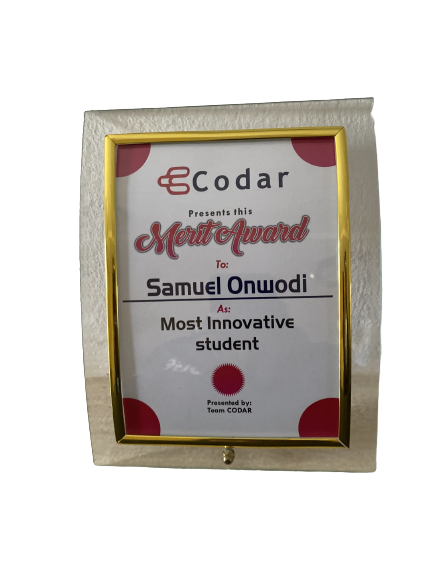 Codar
Presents this
Merit Award
To:
Samuel Onwodi
As:
Most Innovative
student
Presented by:
Team CODAR